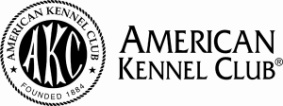 AMERICAN KENNEL CLUB
AKC
FOUNDED 1884
AMERICAN
KENNEL CLUB®